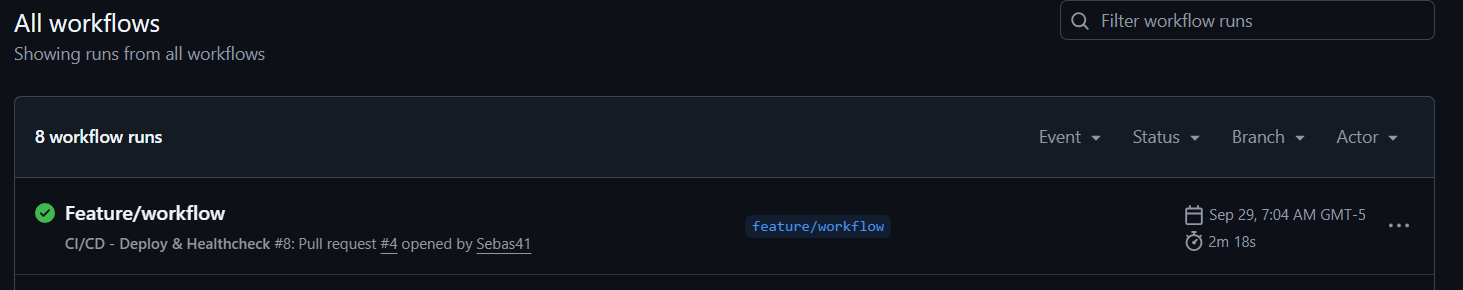 All workflows
Filter workflow runs
Showing runs from all workflows
8 workflow runs
Event
Status
Branch
Actor
Feature/workflow
CI/CD - Deploy & Healthcheck #8: Pull request #4 opened by Sebas41
feature/workflow
Sep 29, 7:04 AM GMT-5
2m 18s